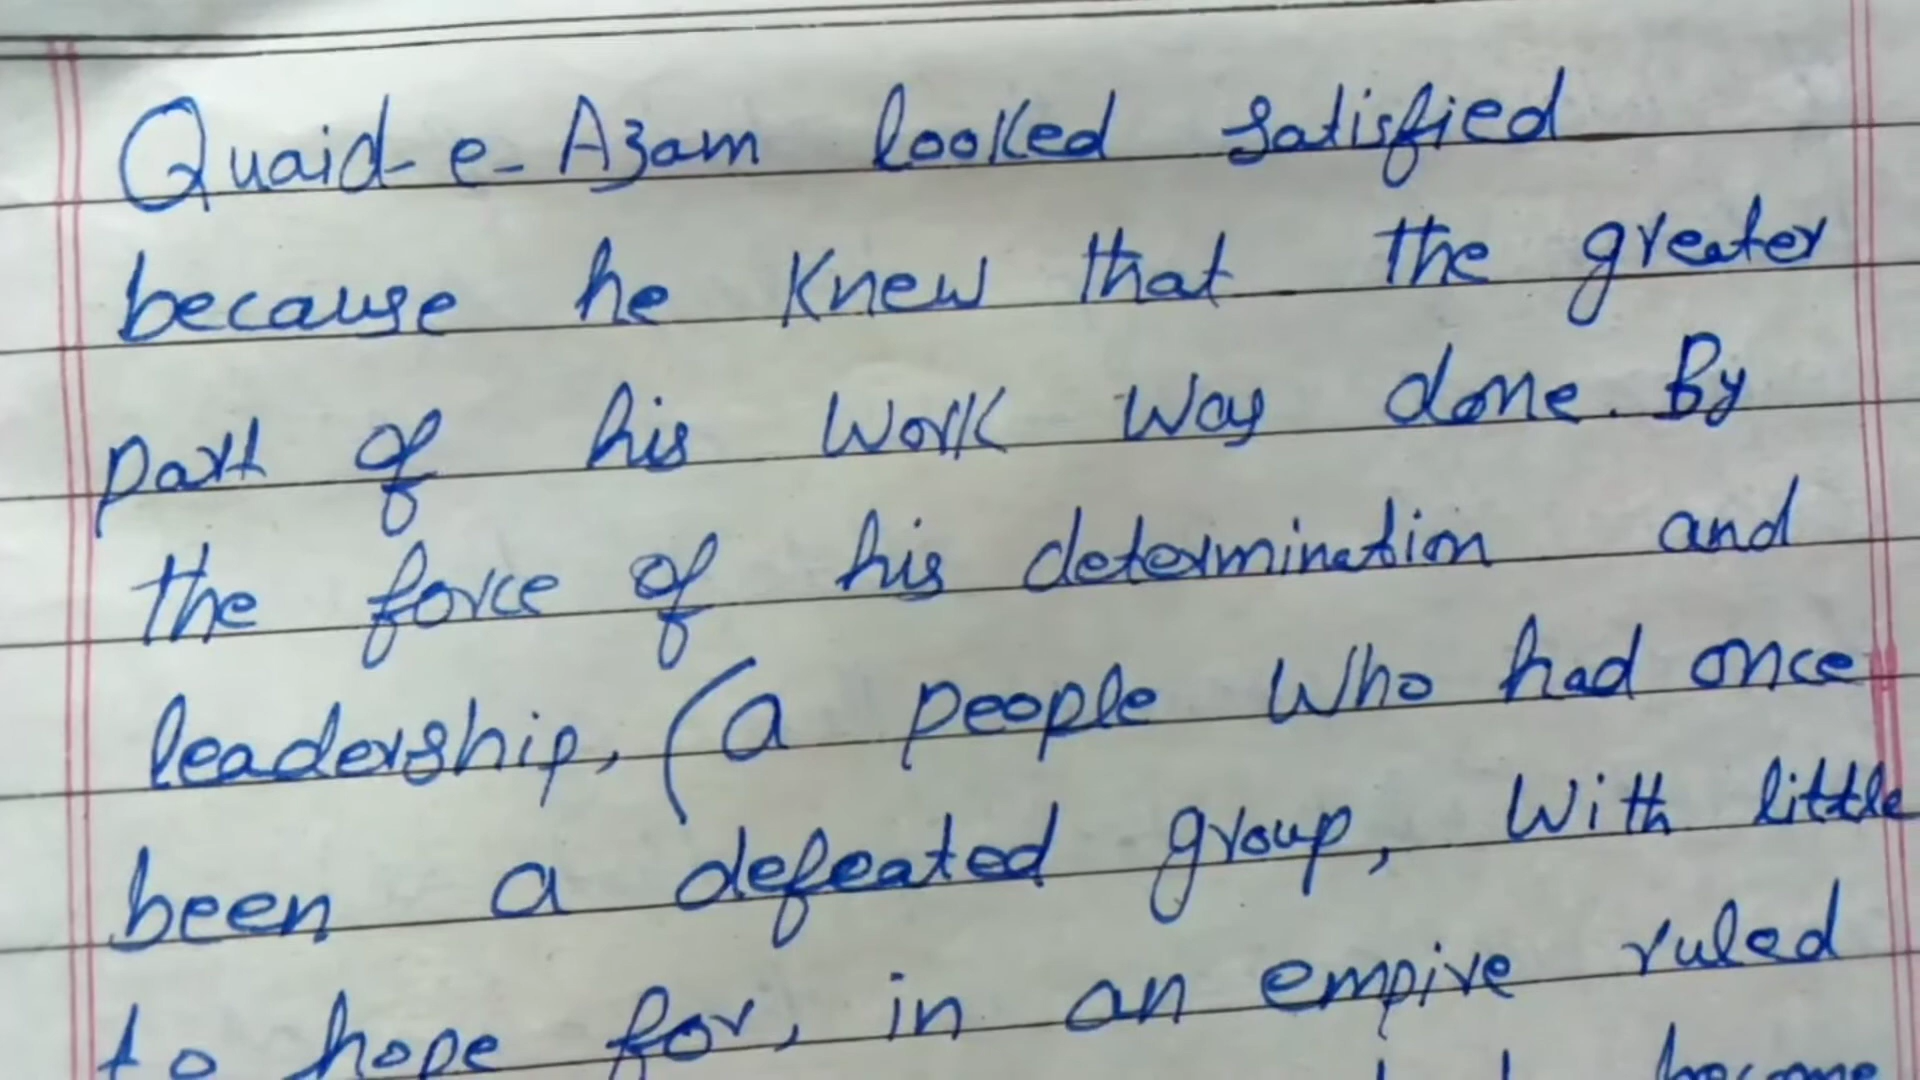 Quaid-e-Azam looked satisfied
because he knew that the greater
part of his work was done. By
the force of his determination and
leadership, (a people who had once
been a defeated group, with little
to hope for, in an empire ruled
become